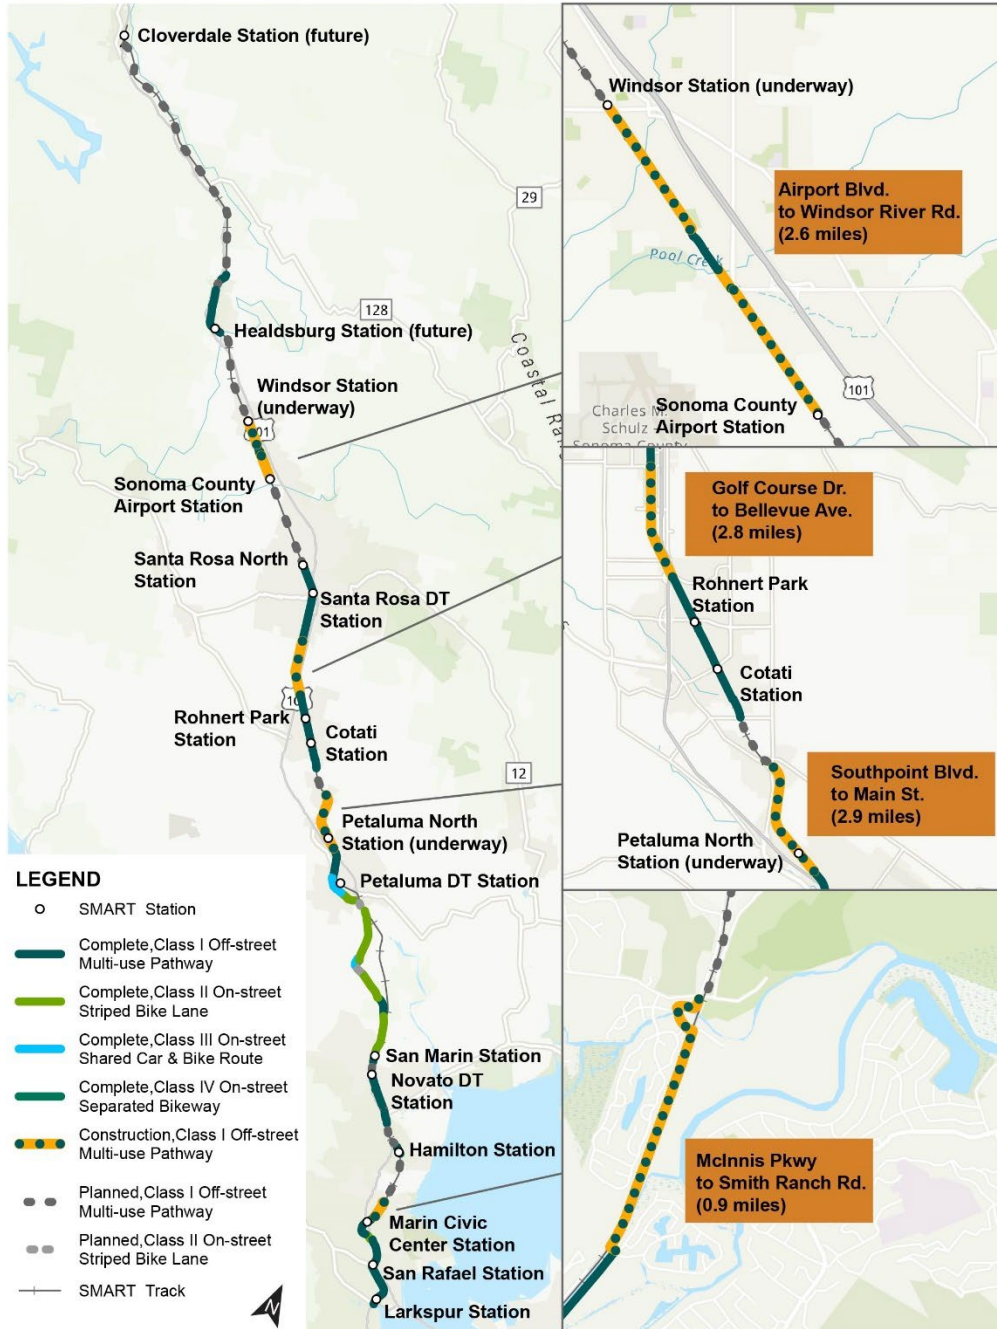 Cloverdale Station (future)
29
128
Coastal Ran
Healdsburg Station (future)
Windsor Station
(underway)
01
Sonoma County
Airport Station
Santa Rosa North
Station
Santa Rosa DT
Station
10
Rohnert Park
Station
Cotati
Station
12
Petaluma North
Station (underway)
Petaluma DT Station
San Marin Station
Novato DT
Station
Hamilton Station
Marin Civic
Center Station
San Rafael Station
Larkspur Station
LEGEND
SMART Station
Complete,Class I Off-street
Multi-use Pathway
Complete,Class II On-street
Striped Bike Lane
Complete,Class III On-street
Shared Car & Bike Route
Complete,Class IV On-street
Separated Bikeway
Construction,Class I Off-street
Multi-use Pathway
Planned,Class I Off-street
Multi-use Pathway
Planned,Class II On-street
Striped Bike Lane
SMART Track
N
Windsor Station (underway)
Airport Blvd.
to Windsor River Rd.
(2.6 miles)
Pool Creek
101
Charles M.
Schulz -
Sonoma County
Sonoma County
Airport Station
Golf Course Dr.
to Bellevue Ave.
(2.8 miles)
Rohnert Park
Station
Cotati
Station
Southpoint Blvd.
to Main St.
(2.9 miles)
Petaluma North
Station (underway)
McInnis Pkwy
to Smith Ranch Rd.
(0.9 miles)